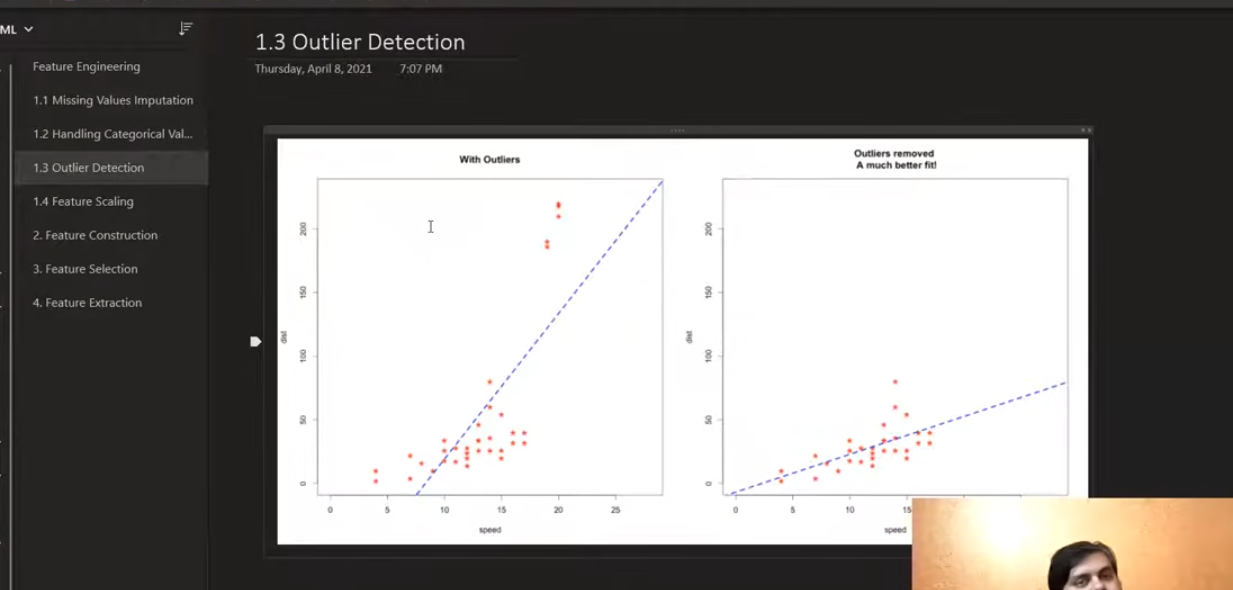 ML
Feature Engineering
1.1 Missing Values Imputation
1.2 Handling Categorical Val...
1.3 Outlier Detection
1.4 Feature Scaling
2. Feature Construction
3. Feature Selection
4. Feature Extraction
1.3 Outlier Detection
Thursday, April 8, 2021 7:07 PM
With Outliers
200
150
100
50
0
dist
0 5 10 15 20 25
speed
Outliers removed
A much better fit!
200
150
100
50
0
dist
0 5 10 15
speed